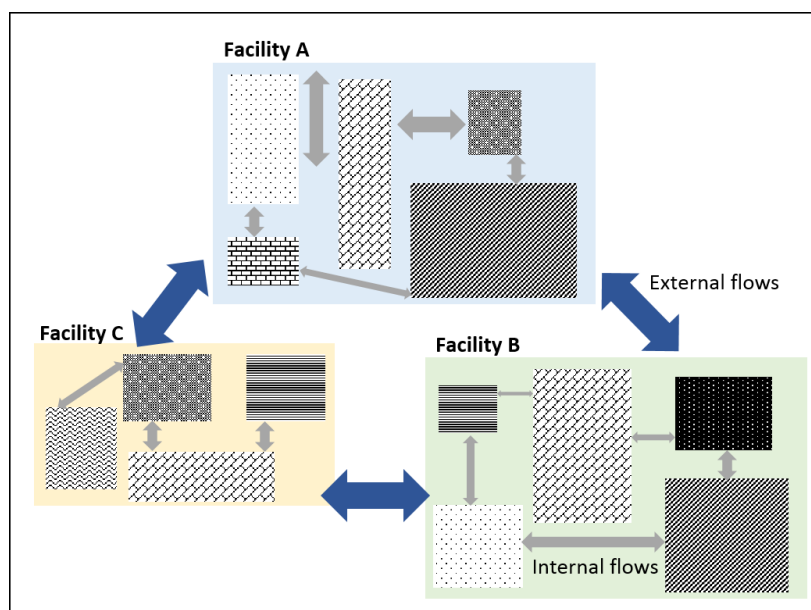 Facility A
External flows
Facility C
Facility B
Internal flows